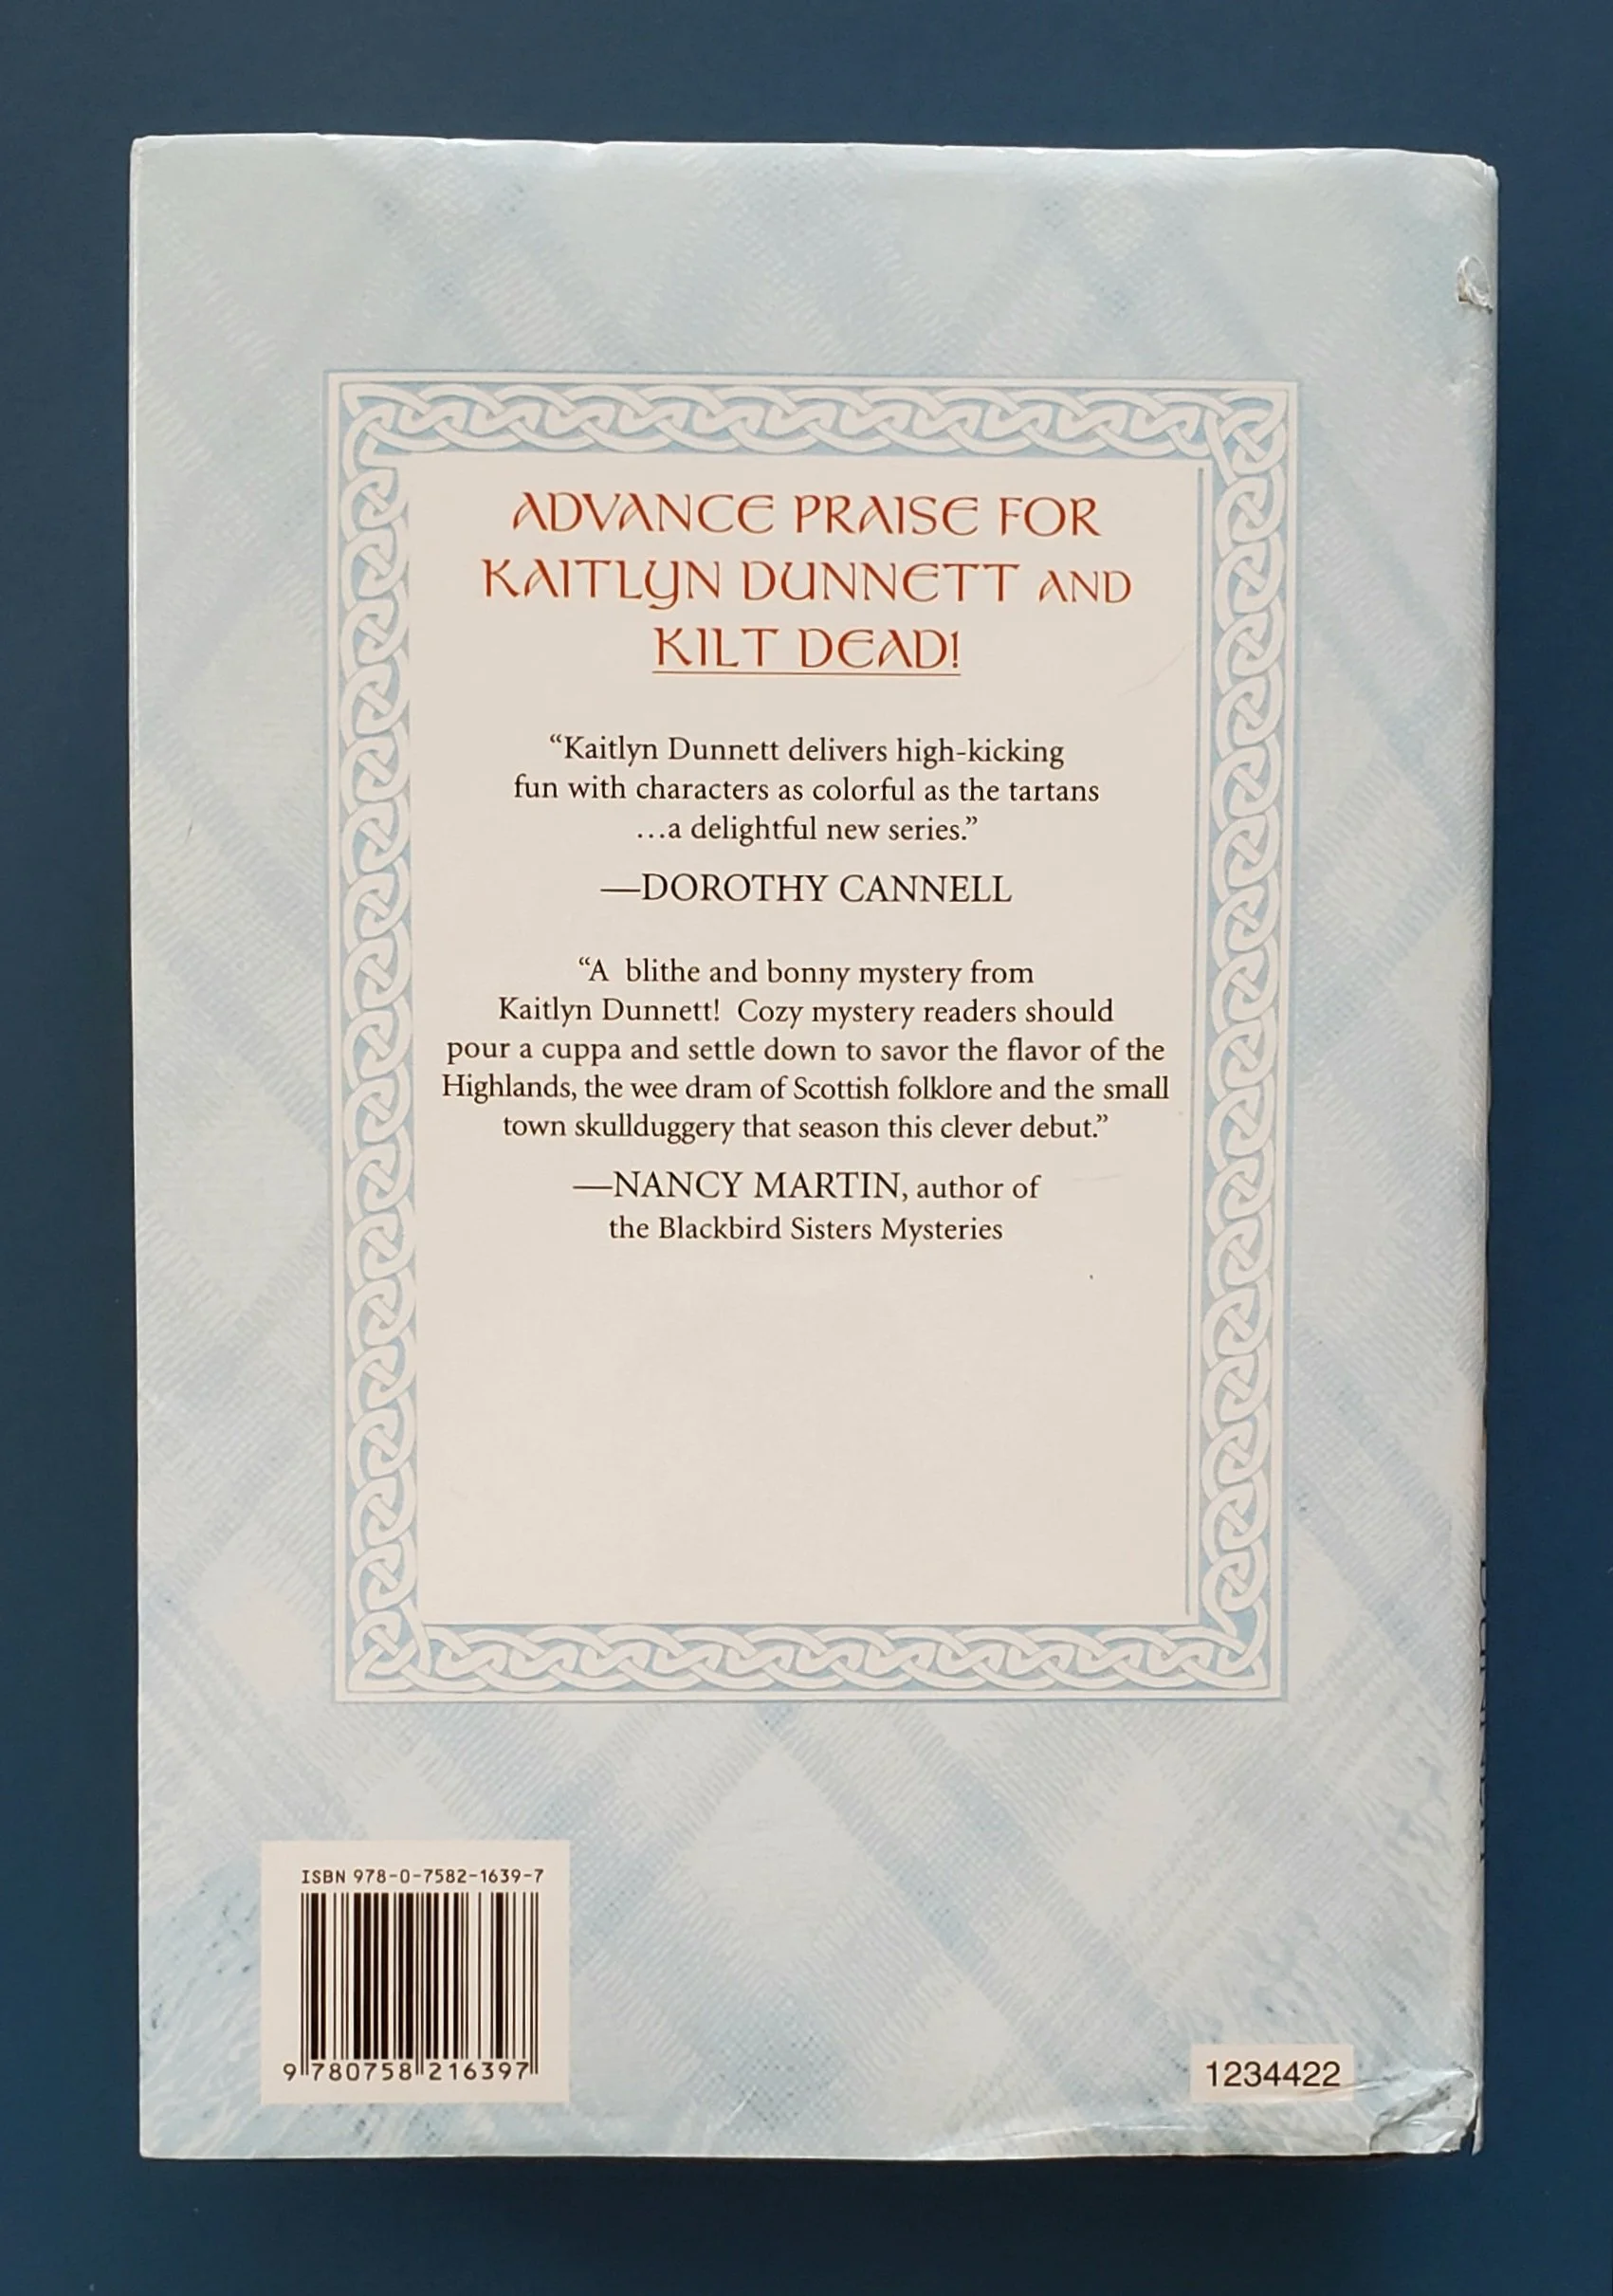 ADVANCE PRAISE FOR
KAITLYN DUNNETT AND
KILT DEAD!
“Kaitlyn Dunnett delivers high-kicking
fun with characters as colorful as the tartans
...a delightful new series.”
—DOROTHY CANNELL
“A blithe and bonny mystery from
Kaitlyn Dunnett! Cozy mystery readers should
pour a cuppa and settle down to savor the flavor of the
Highlands, the wee dram of Scottish folklore and the small
town skullduggery that season this clever debut.”
—NANCY MARTIN, author of
the Blackbird Sisters Mysteries
ISBN 978-0-7582-1639-7
9 780758 216397
1234422